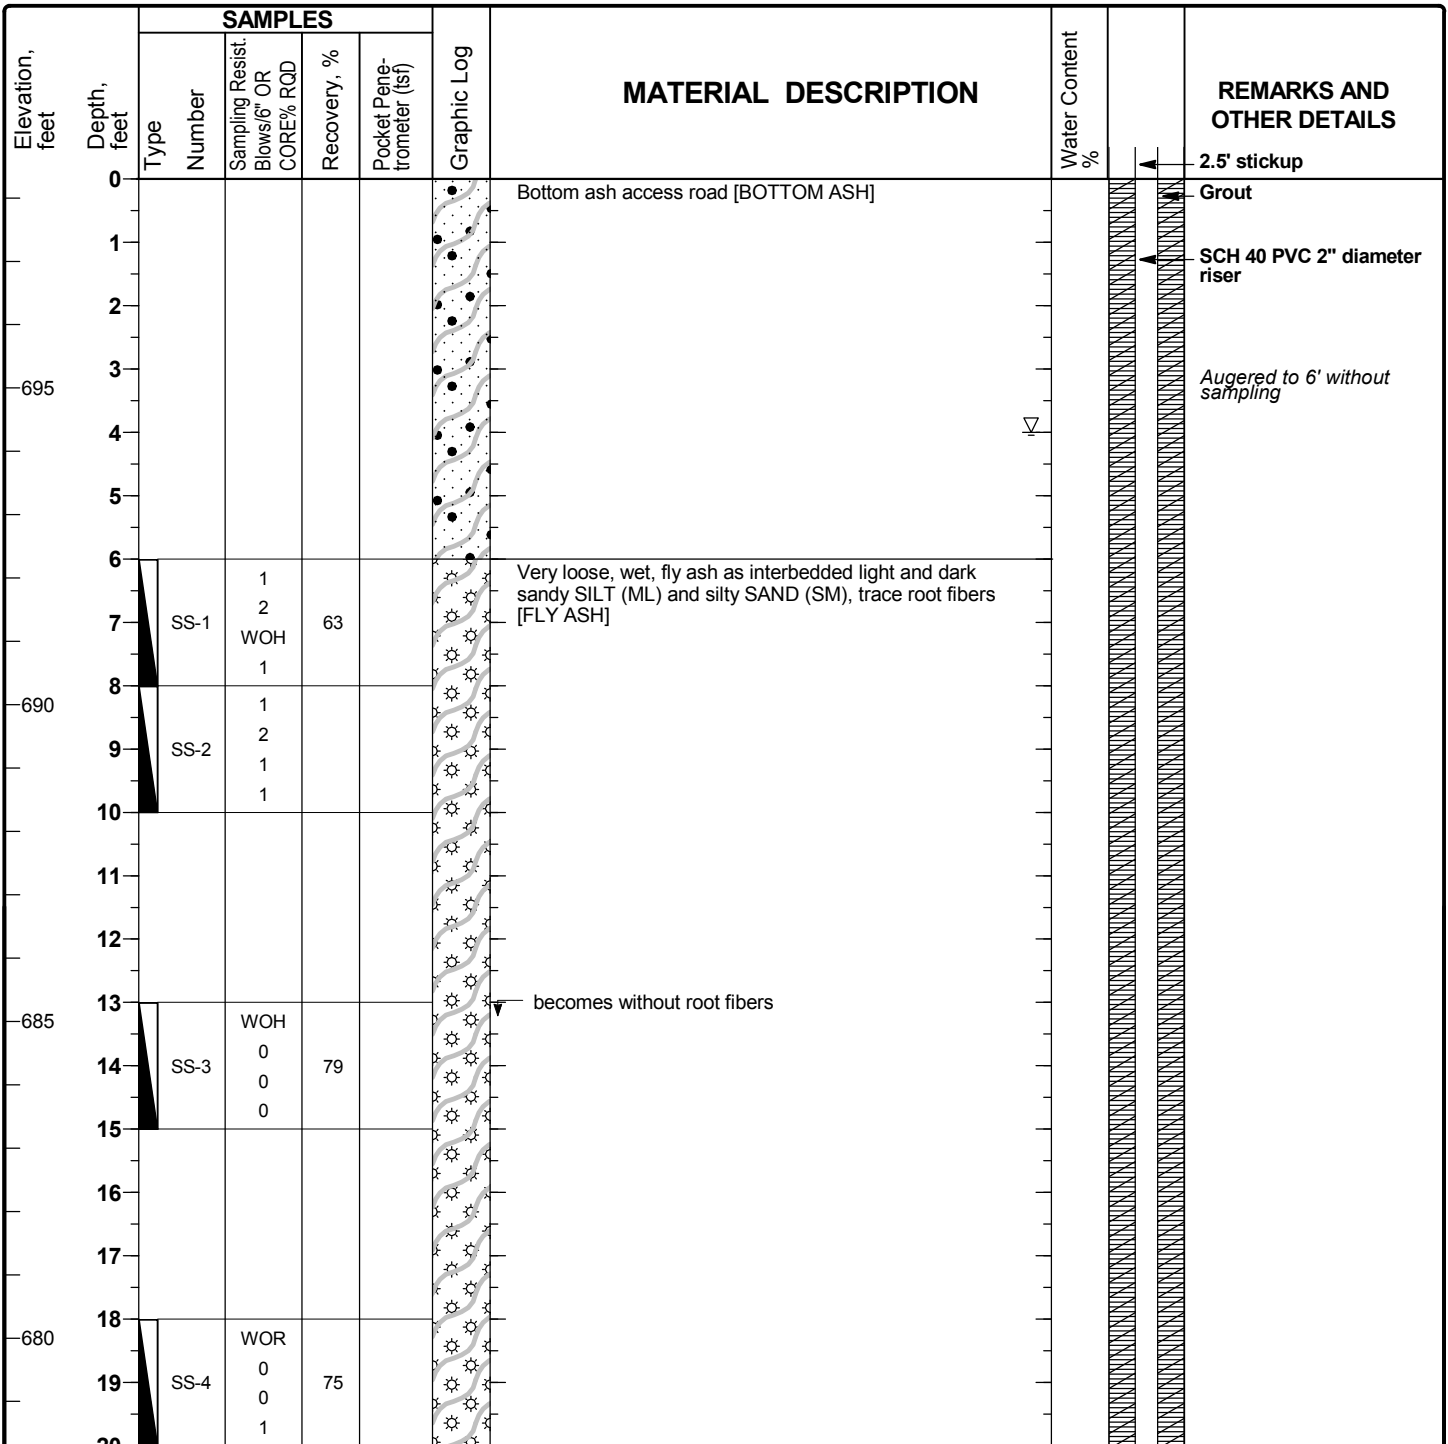 SAMPLES
Elevation,
feet
Depth,
feet
Type
Number
Sampling Resist.
Blows/6" OR
CORE% RQD
Recovery, %
Pocket Pene-
trometer (tsf)
Graphic Log
MATERIAL DESCRIPTION
Water Content
%
REMARKS AND
OTHER DETAILS
2.5' stickup
0
Bottom ash access road [BOTTOM ASH]
Grout
1
SCH 40 PVC 2" diameter
riser
2
3
695
Augered to 6' without
sampling
4
5
6
Very loose, wet, fly ash as interbedded light and dark
sandy SILT (ML) and silty SAND (SM), trace root fibers
[FLY ASH]
1
2
7
SS-1
63
WOH
1
8
690
1
2
9
SS-2
1
1
10
11
12
13
becomes without root fibers
685
WOH
0
14
SS-3
79
0
0
15
16
17
18
680
WOR
0
19
SS-4
75
0
1
20